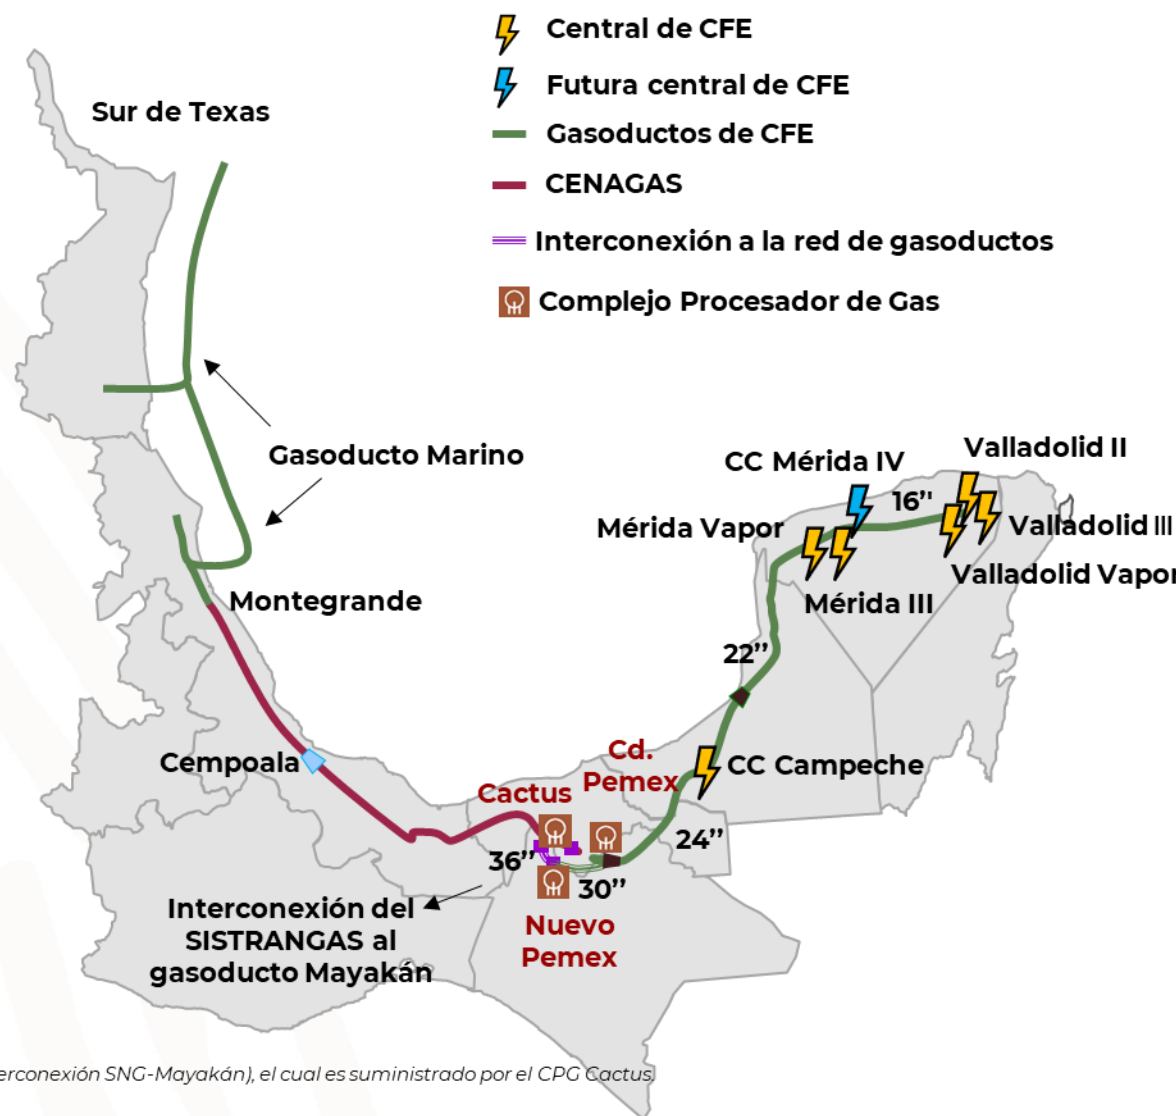 Central de CFE
Futura central de CFE
Gasoductos de CFE
CENAGAS
Interconexión a la red de gasoductos
Complejo Procesador de Gas
Sur de Texas
Gasoducto Marino
Montegrande
Cempoala
Valladolid II
CC Mérida IV
16"
Mérida Vapor
Valladolid III
Valladolid Vapor
Mérida III
22’’
Cd.
Pemex
CC Campeche
Cactus
24’’
36’’
30’’
Interconexión del
SISTRANGAS al
gasoducto Mayakán
Nuevo
Pemex
erconexión SNG-Mayakán), el cual es suministrado por el CPG Cactus.